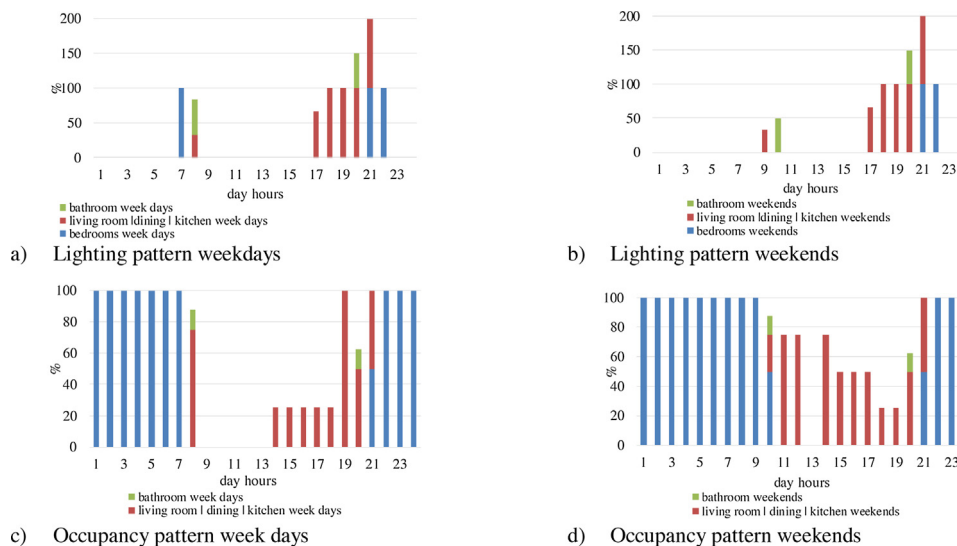 200
150
100
50
0
%
1 3 5 7 9 11 13 15 17 19 21 23
day hours
bathroom week days
living room |dining | kitchen week days
bedrooms week days
a) Lighting pattern weekdays
200
150
100
50
0
%
1 3 5 7 9 11 13 15 17 19 21 23
day hours
bathroom weekends
living room |dining | kitchen weekends
bedrooms weekends
b) Lighting pattern weekends
100
80
60
40
20
0
%
1 3 5 7 9 11 13 15 17 19 21 23
day hours
bathroom week days
living room | dining | kitchen week days
c) Occupancy pattern week days
100
80
60
40
20
0
%
1 3 5 7 9 11 13 15 17 19 21 23
day hours
bathroom weekends
living room | dining | kitchen weekends
d) Occupancy pattern weekends